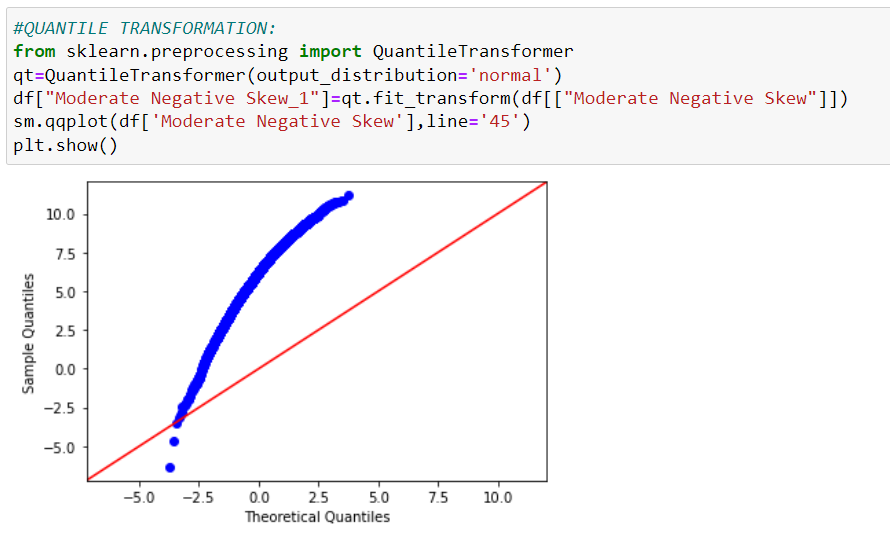 #QUANTILE TRANSFORMATION:
from sklearn.preprocessing import QuantileTransformer
qt=QuantileTransformer(output_distribution='normal')
df["Moderate Negative Skew_1"]=qt.fit_transform(df[["Moderate Negative Skew"]])
sm.qqplot(df['Moderate Negative Skew'],line='45')
plt.show()
10.0
7.5
5.0
2.5
0.0
−2.5
−5.0
Sample Quantiles
−5.0 −2.5 0.0 2.5 5.0 7.5 10.0
Theoretical Quantiles